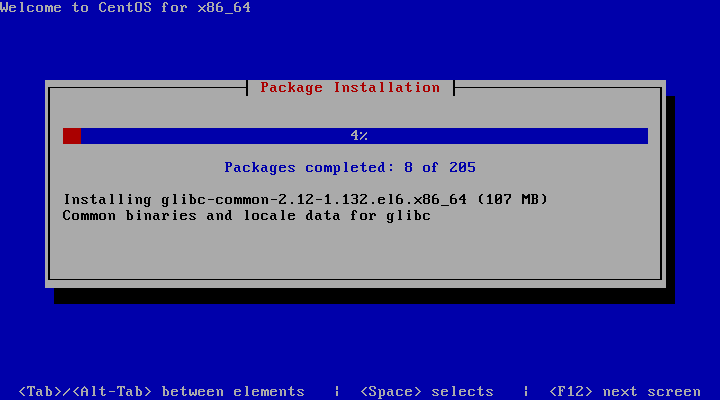 Welcome to CentOS for x86_64
Package Installation
4%
Packages completed: 8 of 205
Installing glibc-common-2.12-1.132.el6.x86_64 (107 MB)
Common binaries and locale data for glibc
<Tab>/<Alt-Tab> between elements | <Space> selects | <F12> next screen